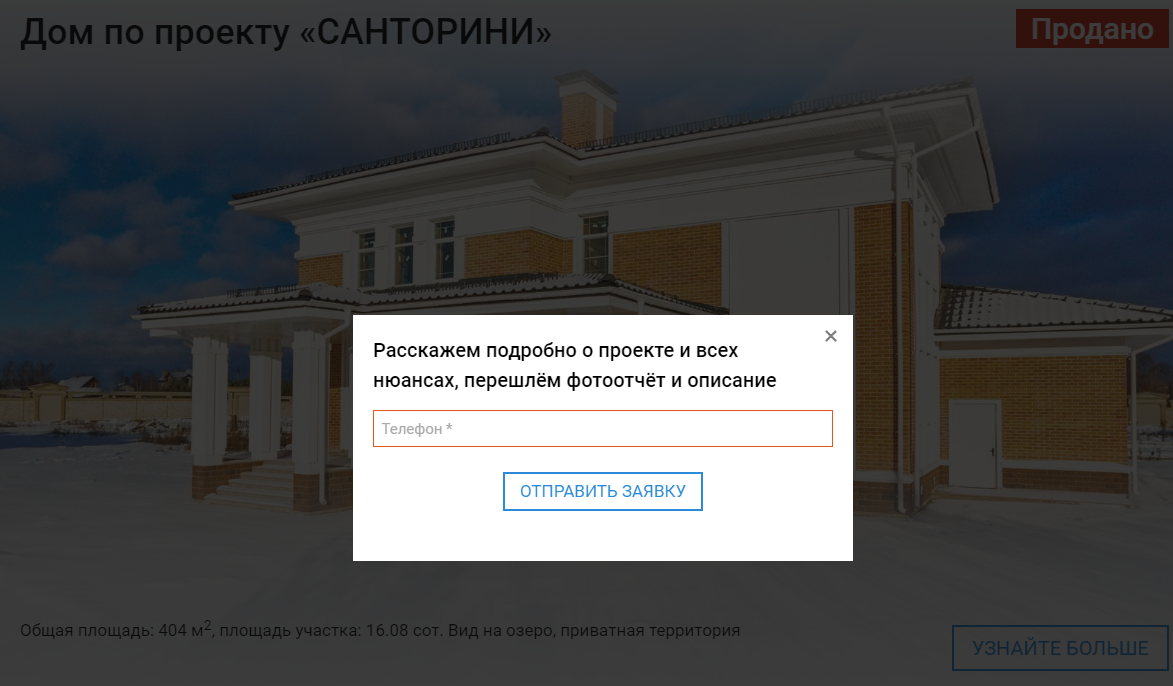 Дом по проекту «САНТОРИНИ»
Продано
Расскажем подробно о проекте и всех
нюансах, перешлём фотоотчёт и описание
Телефон *
ОТПРАВИТЬ ЗАЯВКУ
Общая площадь: 404 м², площадь участка: 16.08 сот. Вид на озеро, приватная территория
УЗНАЙТЕ БОЛЬШЕ